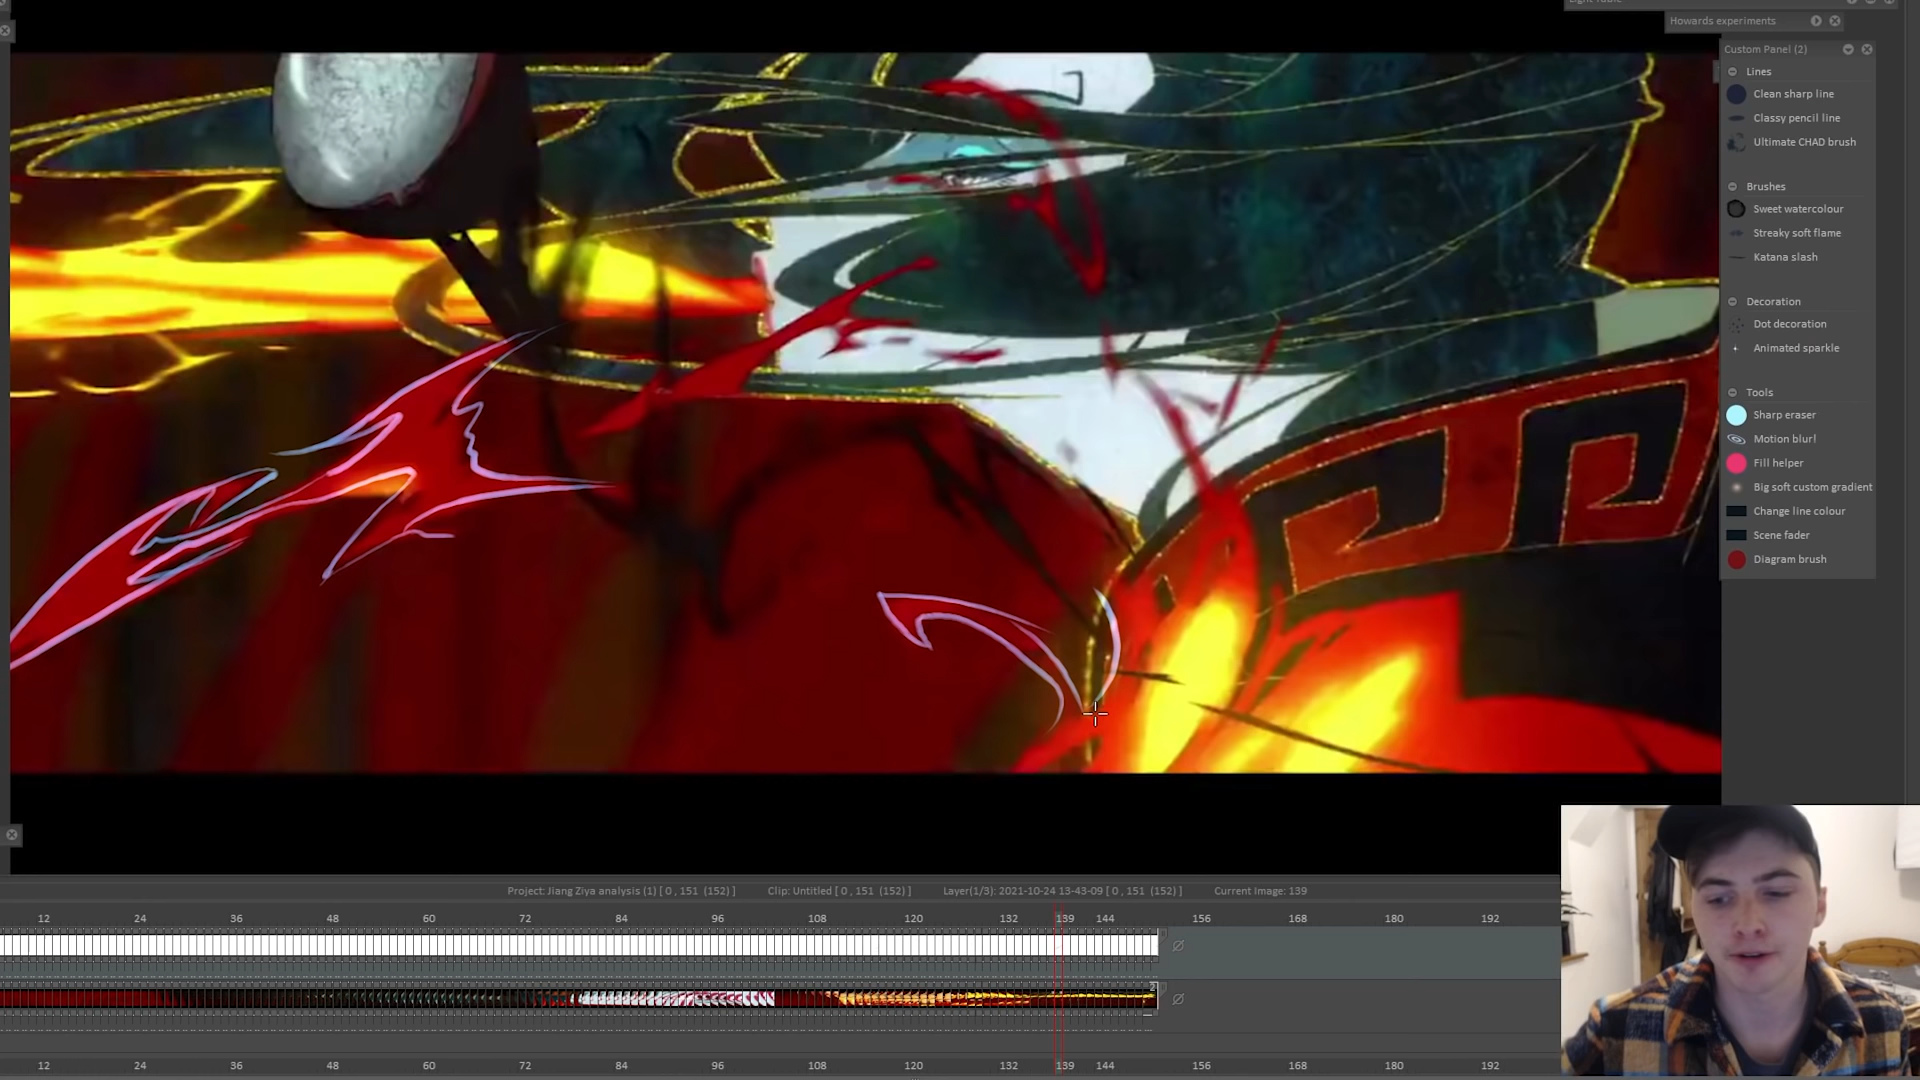 Howards experiments
Custom Panel (2)
Lines
Clean sharp line
Classy pencil line
Ultimate CHAD brush
Brushes
Sweet watercolour
Streaky soft flame
Katana slash
Decoration
Dot decoration
Animated sparkle
Tools
Sharp eraser
Motion blur!
Fill helper
Big soft custom gradient
Change line colour
Scene fader
Diagram brush
Project: Jiang Ziya analysis (1) [ 0 , 151 (152) ] Clip: Untitled [ 0 , 151 (152) ] Layer(1/3): 2021-10-24 13-43-09 [ 0 , 151 (152) ] Current Image: 139
12 24 36 48 60 72 84 96 108 120 132 139 144 156 168 180 192
2
12 24 36 48 60 72 84 96 108 120 132 139 144 156 168 180 192